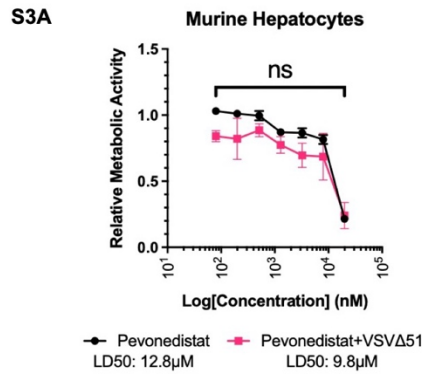 S3A
Murine Hepatocytes
Relative Metabolic Activity
1.5
1.0
0.5
0.0
ns
10¹ 10² 10³ 10⁴ 10⁵
Log[Concentration] (nM)
Pevonedistat Pevonedistat+VSVΔ51
LD50: 12.8µM LD50: 9.8µM